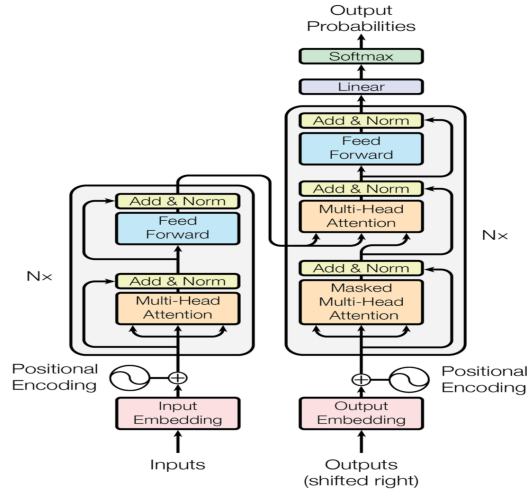 Output
Probabilities
Softmax
Linear
Add & Norm
Feed
Forward
Add & Norm
Multi-Head
Attention
Add & Norm
Masked
Multi-Head
Attention
N×
Positional
Encoding
Output
Embedding
Outputs
(shifted right)
Add & Norm
Feed
Forward
N×
Add & Norm
Multi-Head
Attention
Positional
Encoding
Input
Embedding
Inputs